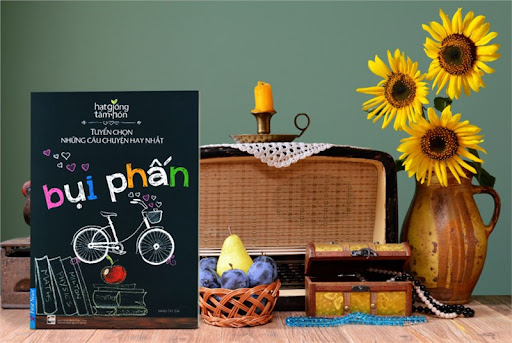 hạt giống
tâm hồn
TUYỂN CHỌN
NHỮNG CÂU CHUYỆN HAY NHẤT
bụi phấn